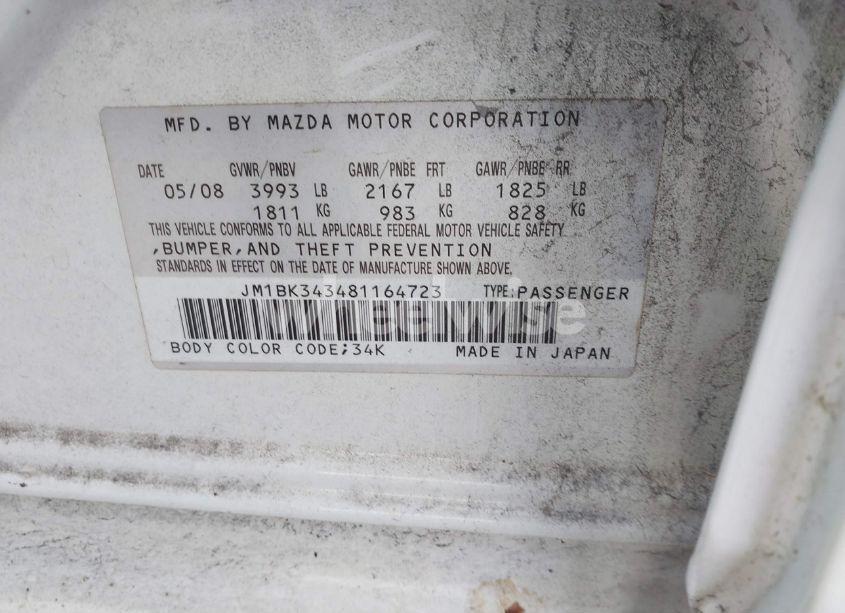 MFD. BY MAZDA MOTOR CORPORATION
DATE GVWR/PNBV GAWR/PNBE FRT GAWR/PNBE RR
05/08 3993 LB 2167 LB 1825 LB
1811 KG 983 KG 828 KG
THIS VEHICLE CONFORMS TO ALL APPLICABLE FEDERAL MOTOR VEHICLE SAFETY
,BUMPER,AND THEFT PREVENTION
STANDARDS IN EFFECT ON THE DATE OF MANUFACTURE SHOWN ABOVE.
JM1BK343481164723 TYPE:PASSENGER
BODY COLOR CODE;34K MADE IN JAPAN